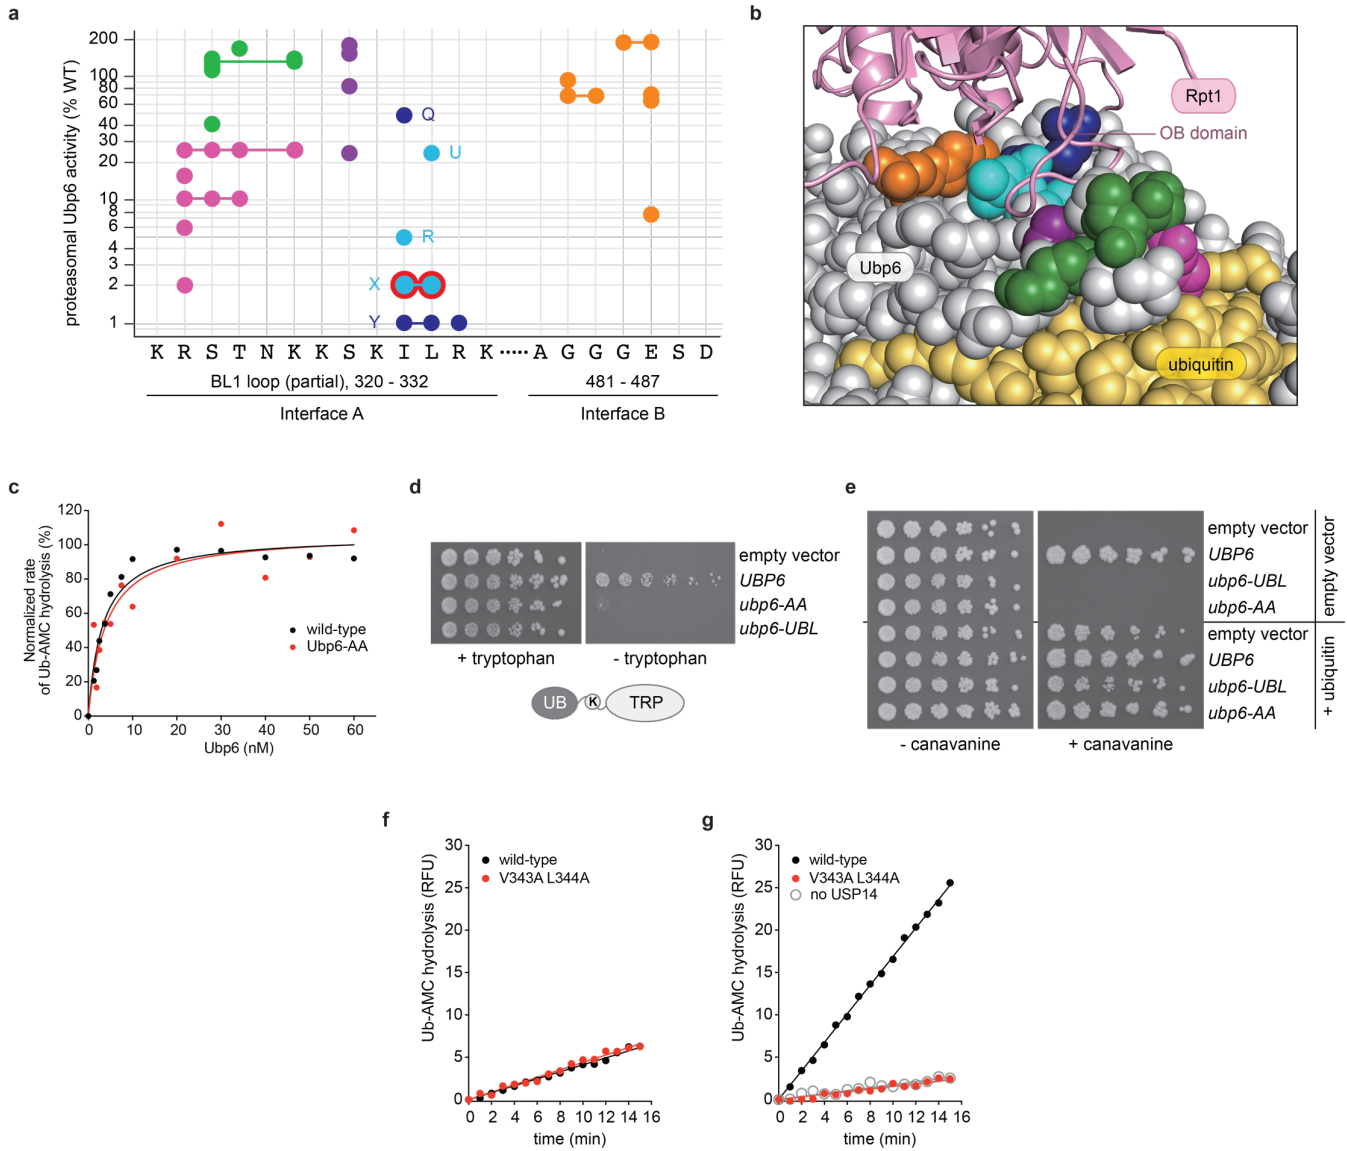 a
proteasomal Ubp6 activity (% WT)
200
100
80
60
40
30
20
10
8
6
4
3
2
1
Q
U
R
X
Y
K R S T N K K S K I L R K ····· A G G G E S D
BL1 loop (partial), 320 - 332
481 - 487
Interface A
Interface B
b
Rpt1
OB domain
Ubp6
ubiquitin
c
Normalized rate
of Ub-AMC hydrolysis (%)
120
100
80
60
40
20
0
wild-type
Ubp6-AA
0 10 20 30 40 50 60
Ubp6 (nM)
d
empty vector
UBP6
ubp6-AA
ubp6-UBL
+ tryptophan
- tryptophan
UB K TRP
e
empty vector
UBP6
ubp6-UBL
ubp6-AA
empty vector
empty vector
UBP6
ubp6-UBL
ubp6-AA
+ ubiquitin
- canavanine
+ canavanine
f
Ub-AMC hydrolysis (RFU)
30
25
20
15
10
5
0
wild-type
V343A L344A
0 2 4 6 8 10 12 14 16
time (min)
g
Ub-AMC hydrolysis (RFU)
30
25
20
15
10
5
0
wild-type
V343A L344A
no USP14
0 2 4 6 8 10 12 14 16
time (min)